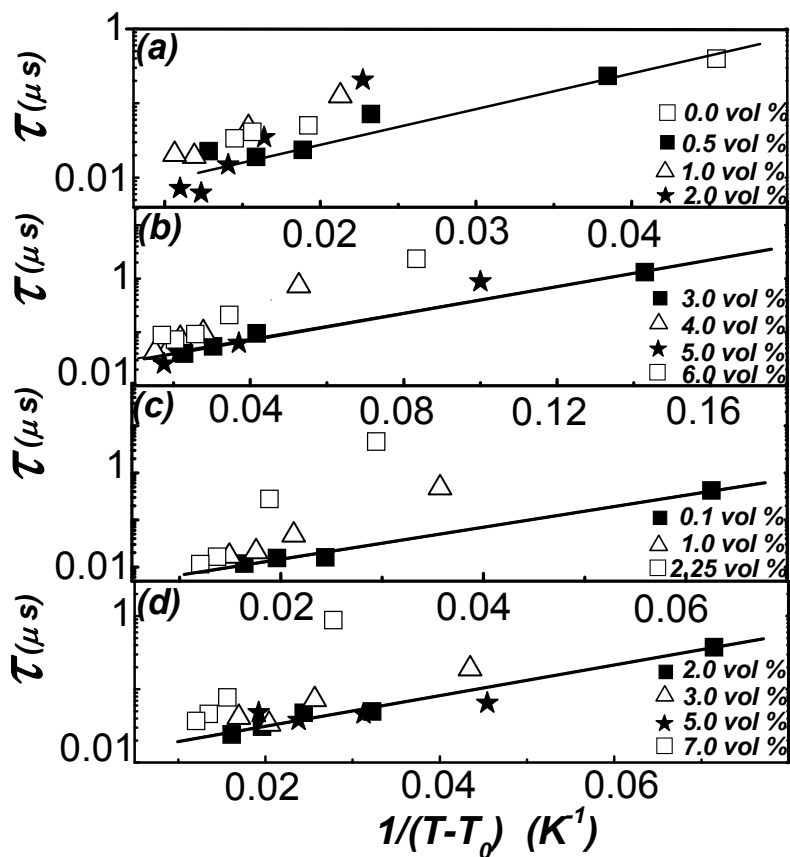 (a)
τ(μs)
1
0.01
□ 0.0 vol %
■ 0.5 vol %
△ 1.0 vol %
★ 2.0 vol %
0.02 0.03 0.04
(b)
τ(μs)
1
0.01
■ 3.0 vol %
△ 4.0 vol %
★ 5.0 vol %
□ 6.0 vol %
0.04 0.08 0.12 0.16
(c)
τ(μs)
1
0.01
■ 0.1 vol %
△ 1.0 vol %
□ 2,25 vol %
0.02 0.04 0.06
(d)
τ(μs)
1
0.01
■ 2.0 vol %
△ 3.0 vol %
★ 5.0 vol %
□ 7.0 vol %
0.02 0.04 0.06
1/(T-T₀) (K⁻¹)